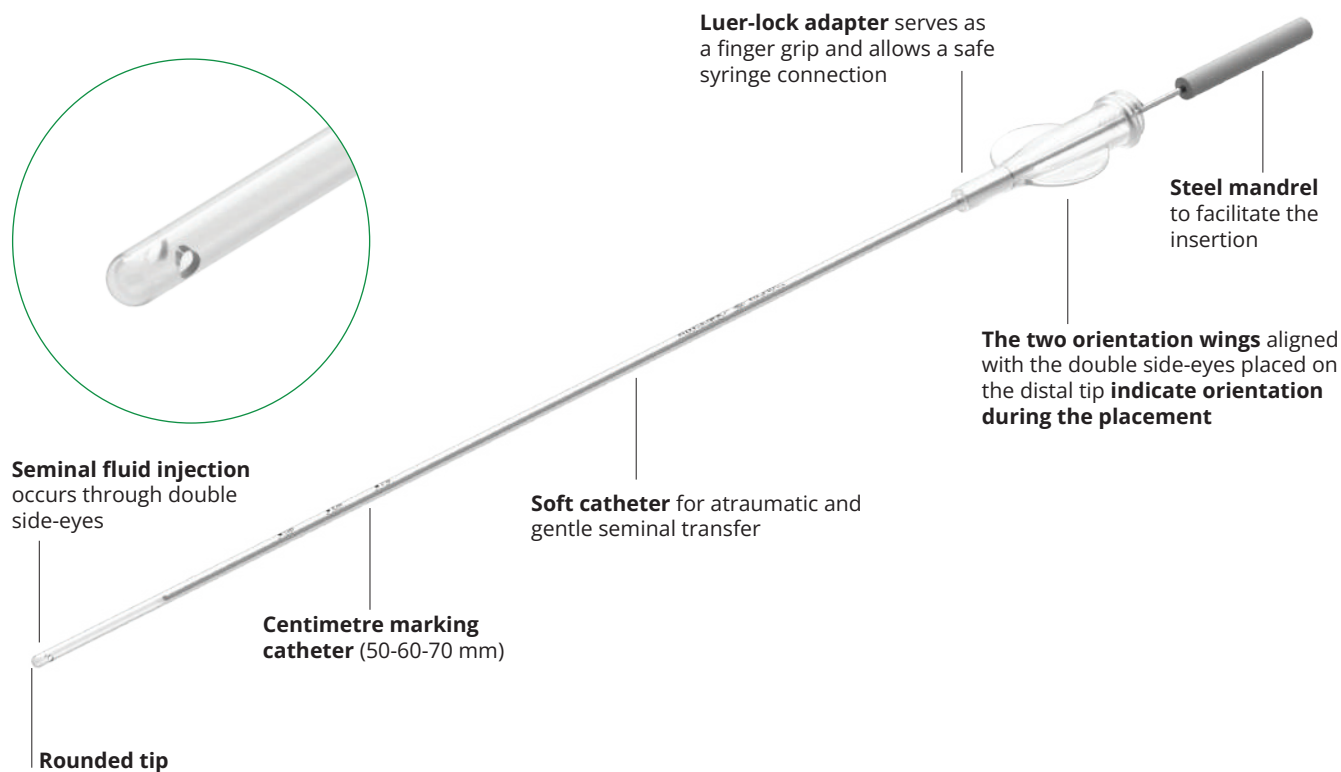 Luer-lock adapter serves as
a finger grip and allows a safe
syringe connection
Steel mandrel
to facilitate the
insertion
The two orientation wings aligned
with the double side-eyes placed on
the distal tip indicate orientation
during the placement
Seminal fluid injection
occurs through double
side-eyes
Soft catheter for atraumatic and
gentle seminal transfer
Centimetre marking
catheter (50-60-70 mm)
Rounded tip